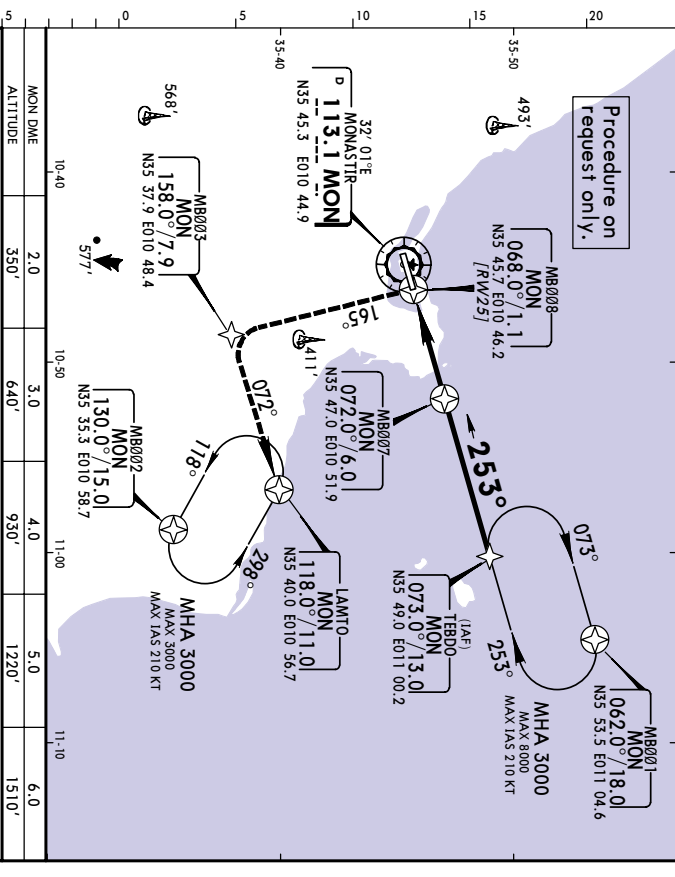 Procedure on
request only.
493'
568'
577'
411'
32' 01°E
MONASTIR
D 113.1 MON
N35 45.3 E010 44.9
MB008
MON
068.0°/1.1
N35 45.7 E010 46.2
[RW25]
MB007
MON
072.0°/6.0
N35 47.0 E010 51.9
(IAF)
TEBDO
MON
073.0°/13.0
N35 49.0 E011 00.2
MB001
MON
062.0°/18.0
N35 53.5 E011 04.6
MHA 3000
MAX 8000
MAX IAS 210 KT
073°
253°
253°
165°
072°
MB003
MON
158.0°/7.9
N35 37.9 E010 48.4
LAMTO
MON
118.0°/11.0
N35 40.0 E010 56.7
MB002
MON
130.0°/15.0
N35 35.3 E010 58.7
118°
298°
MHA 3000
MAX 3000
MAX IAS 210 KT
35-50
35-40
10-40
10-50
11-00
11-10
20
15
10
5
0
5
MON DME 2.0 3.0 4.0 5.0 6.0
ALTITUDE 350' 640' 930' 1220' 1510'